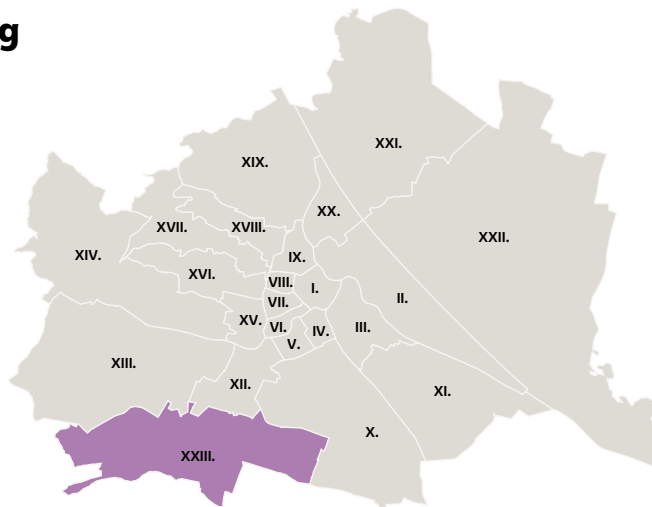 g
XXI.
XIX.
XX.
XVII.
XVIII.
XXII.
XIV.
IX.
XVI.
VIII.
I.
VII.
II.
XV.
VI.
IV.
III.
V.
XIII.
XII.
XI.
X.
XXIII.